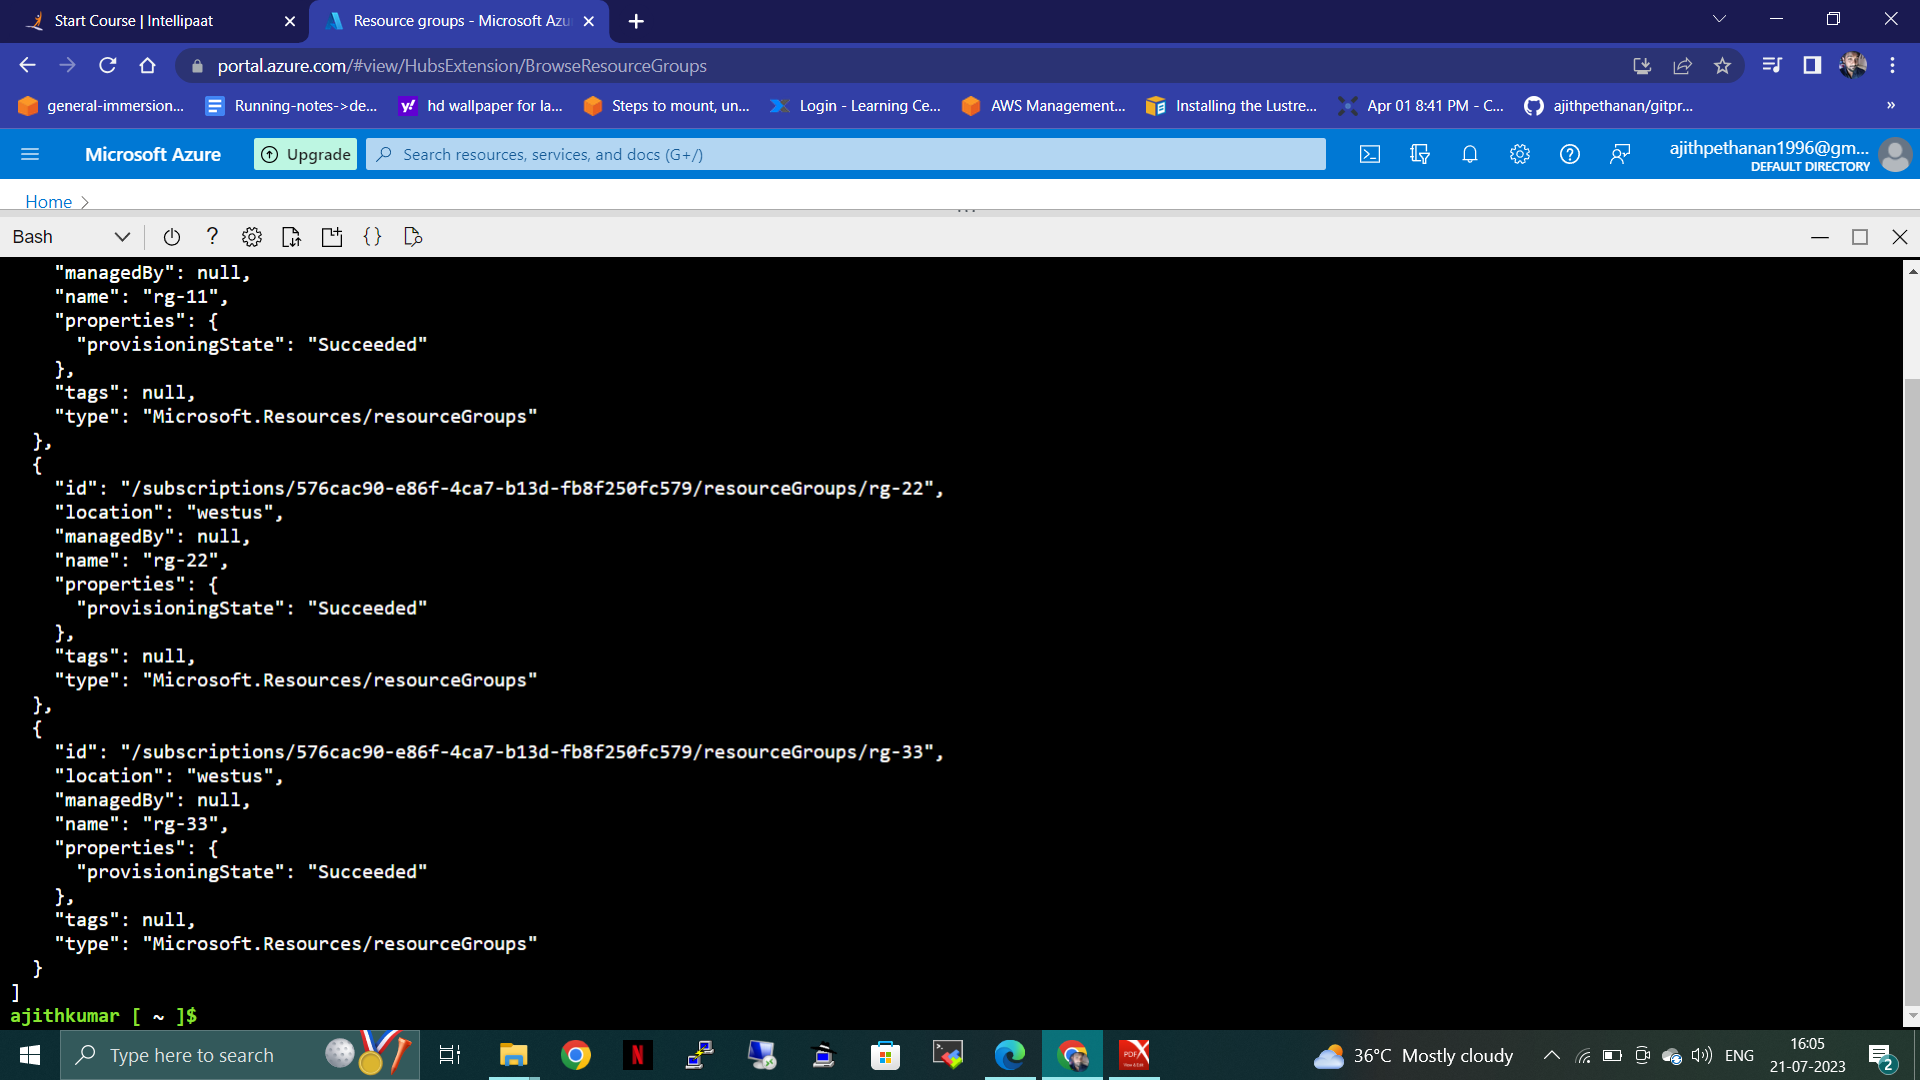 Start Course | Intellipaat
Resource groups - Microsoft Azu
portal.azure.com/#view/HubsExtension/BrowseResourceGroups
general-immersion...
Running-notes->de...
hd wallpaper for la...
Steps to mount, un...
Login - Learning Ce...
AWS Management...
Installing the Lustre...
Apr 01 8:41 PM - C...
ajithpethanan/gitpr...
»
Microsoft Azure
Upgrade
Search resources, services, and docs (G+/)
ajithpethanan1996@gm...
DEFAULT DIRECTORY
Home >
Bash
"managedBy": null,
"name": "rg-11",
"properties": {
"provisioningState": "Succeeded"
},
"tags": null,
"type": "Microsoft.Resources/resourceGroups"
},
{
"id": "/subscriptions/576cac90-e86f-4ca7-b13d-fb8f250fc579/resourceGroups/rg-22",
"location": "westus",
"managedBy": null,
"name": "rg-22",
"properties": {
"provisioningState": "Succeeded"
},
"tags": null,
"type": "Microsoft.Resources/resourceGroups"
},
{
"id": "/subscriptions/576cac90-e86f-4ca7-b13d-fb8f250fc579/resourceGroups/rg-33",
"location": "westus",
"managedBy": null,
"name": "rg-33",
"properties": {
"provisioningState": "Succeeded"
},
"tags": null,
"type": "Microsoft.Resources/resourceGroups"
}
]
ajithkumar [ ~ ]$
Type here to search
N
PDF
36°C Mostly cloudy
ENG
16:05
21-07-2023
2